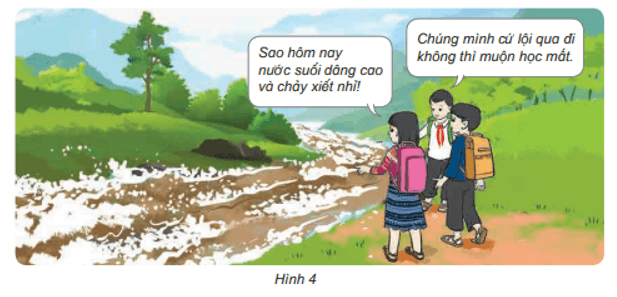 Sao hôm nay
nước suối dâng cao
và chảy xiết nhỉ!
Chúng mình cứ lội qua đi
không thì muộn học mất.
Hình 4